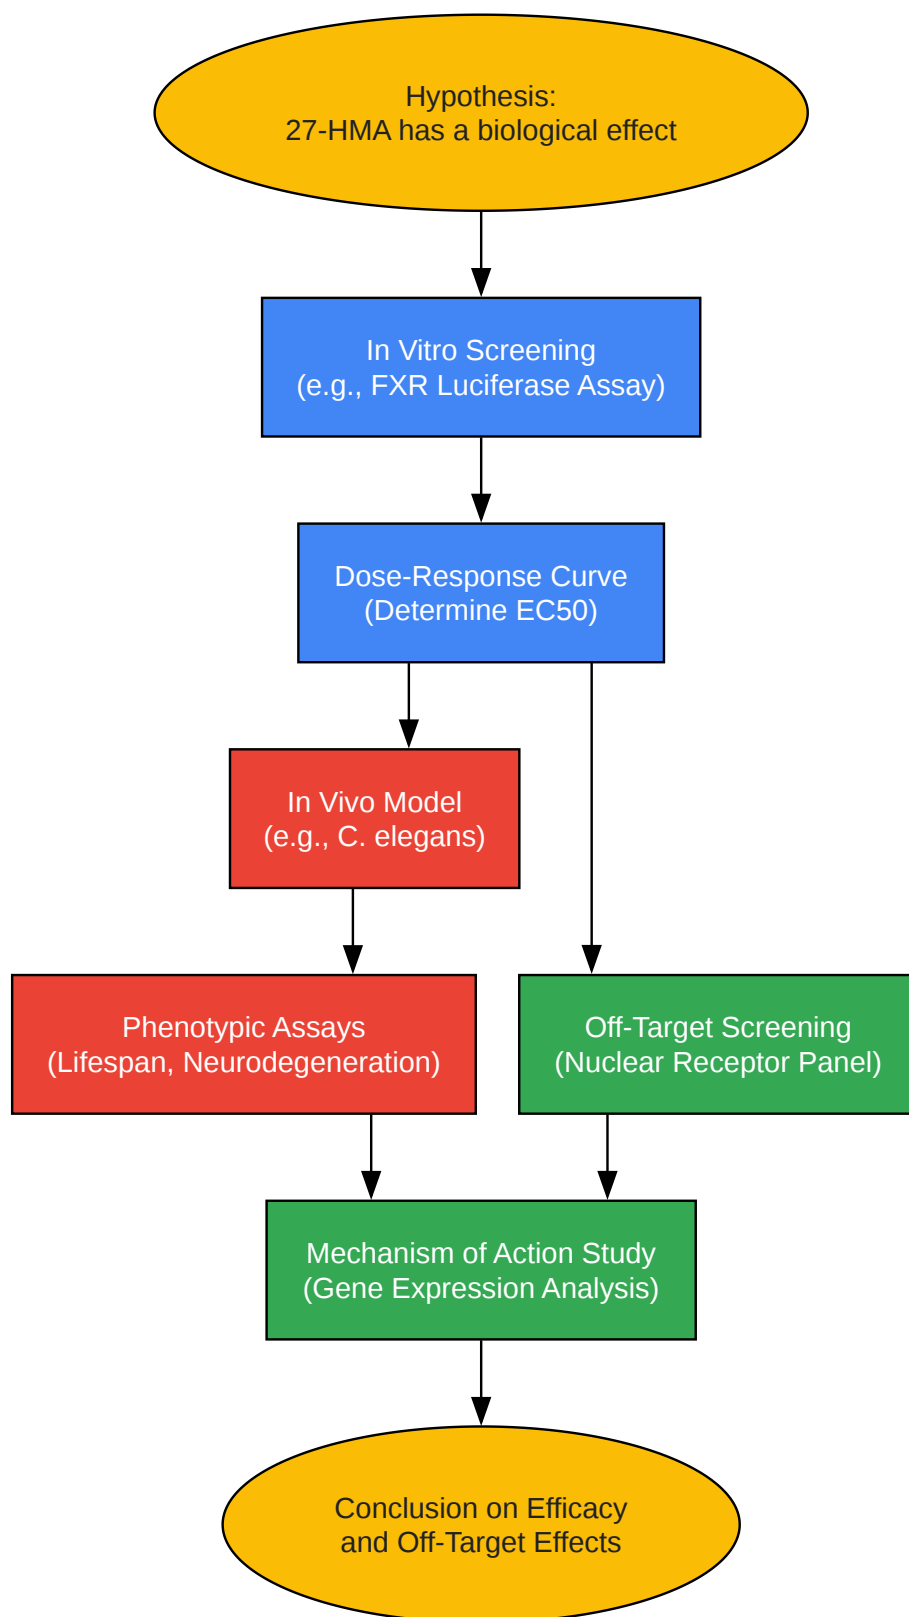 Hypothesis:
27-HMA has a biological effect
In Vitro Screening
(e.g., FXR Luciferase Assay)
Dose-Response Curve
(Determine EC50)
In Vivo Model
(e.g., C. elegans)
Phenotypic Assays
(Lifespan, Neurodegeneration)
Off-Target Screening
(Nuclear Receptor Panel)
Mechanism of Action Study
(Gene Expression Analysis)
Conclusion on Efficacy
and Off-Target Effects